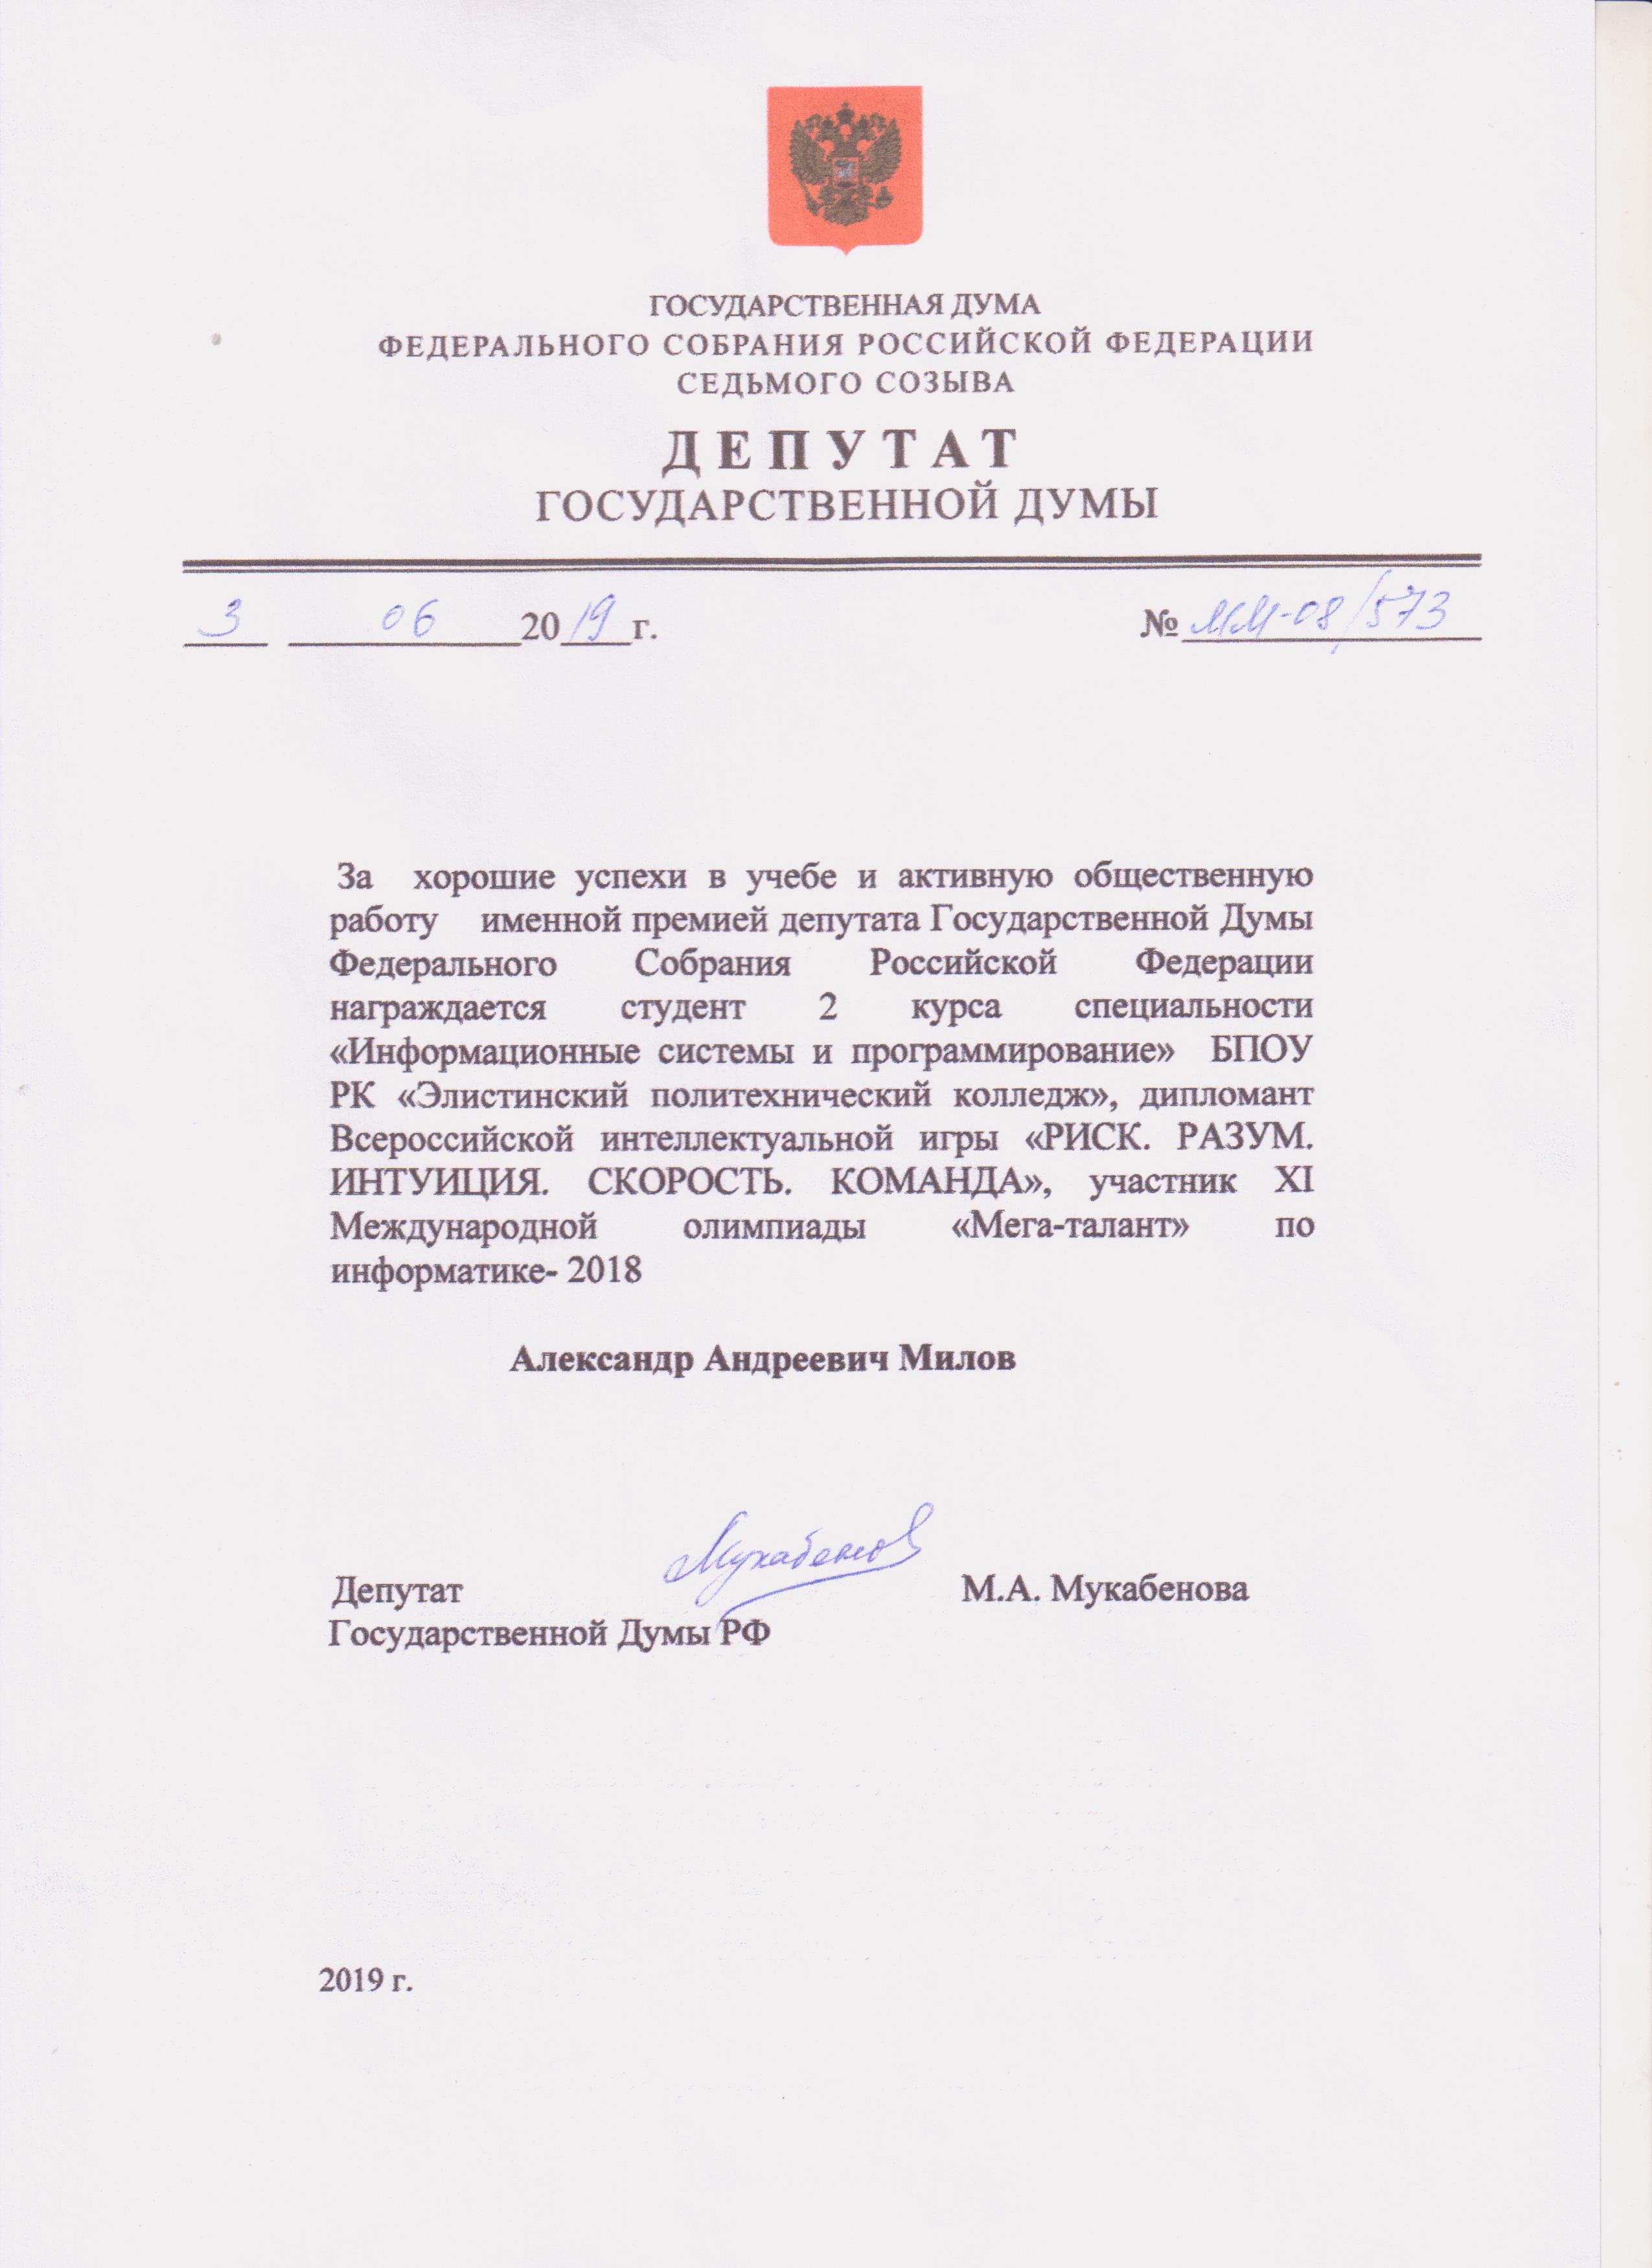 ГОСУДАРСТВЕННАЯ ДУМА
ФЕДЕРАЛЬНОГО СОБРАНИЯ РОССИЙСКОЙ ФЕДЕРАЦИИ
СЕДЬМОГО СОЗЫВА
ДЕПУТАТ
ГОСУДАРСТВЕННОЙ ДУМЫ
3 06 2019 г. № ММ-08/573
За хорошие успехи в учебе и активную общественную
работу именной премией депутата Государственной Думы
Федерального Собрания Российской Федерации
награждается студент 2 курса специальности
«Информационные системы и программирование» БПОУ
РК «Элистинский политехнический колледж», дипломант
Всероссийской интеллектуальной игры «РИСК. РАЗУМ.
ИНТУИЦИЯ. СКОРОСТЬ. КОМАНДА», участник XI
Международной олимпиады «Мега-талант» по
информатике- 2018
Александр Андреевич Милов
Мукабенов
Депутат М.А. Мукабенова
Государственной Думы РФ
2019 г.